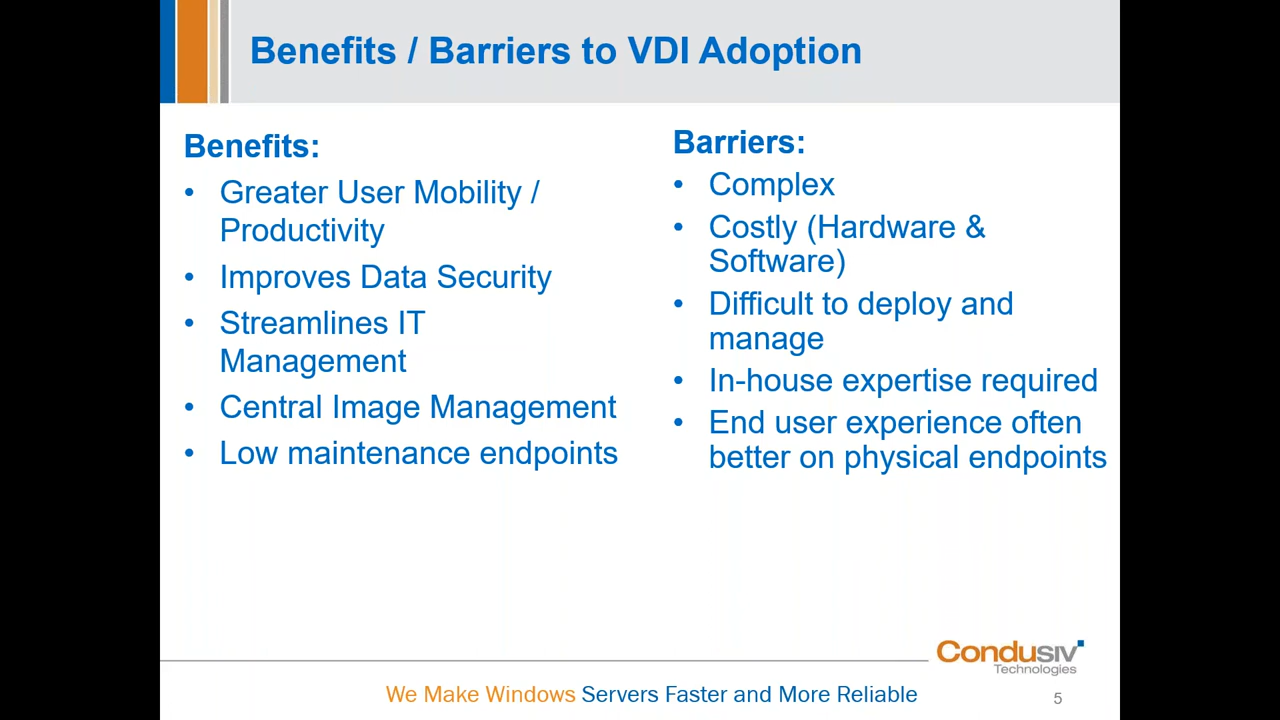 Benefits / Barriers to VDI Adoption
Benefits:
• Greater User Mobility /
Productivity
• Improves Data Security
• Streamlines IT
Management
• Central Image Management
• Low maintenance endpoints
Barriers:
• Complex
• Costly (Hardware &
Software)
• Difficult to deploy and
manage
• In-house expertise required
• End user experience often
better on physical endpoints
Condusiv
Technologies
We Make Windows Servers Faster and More Reliable
5